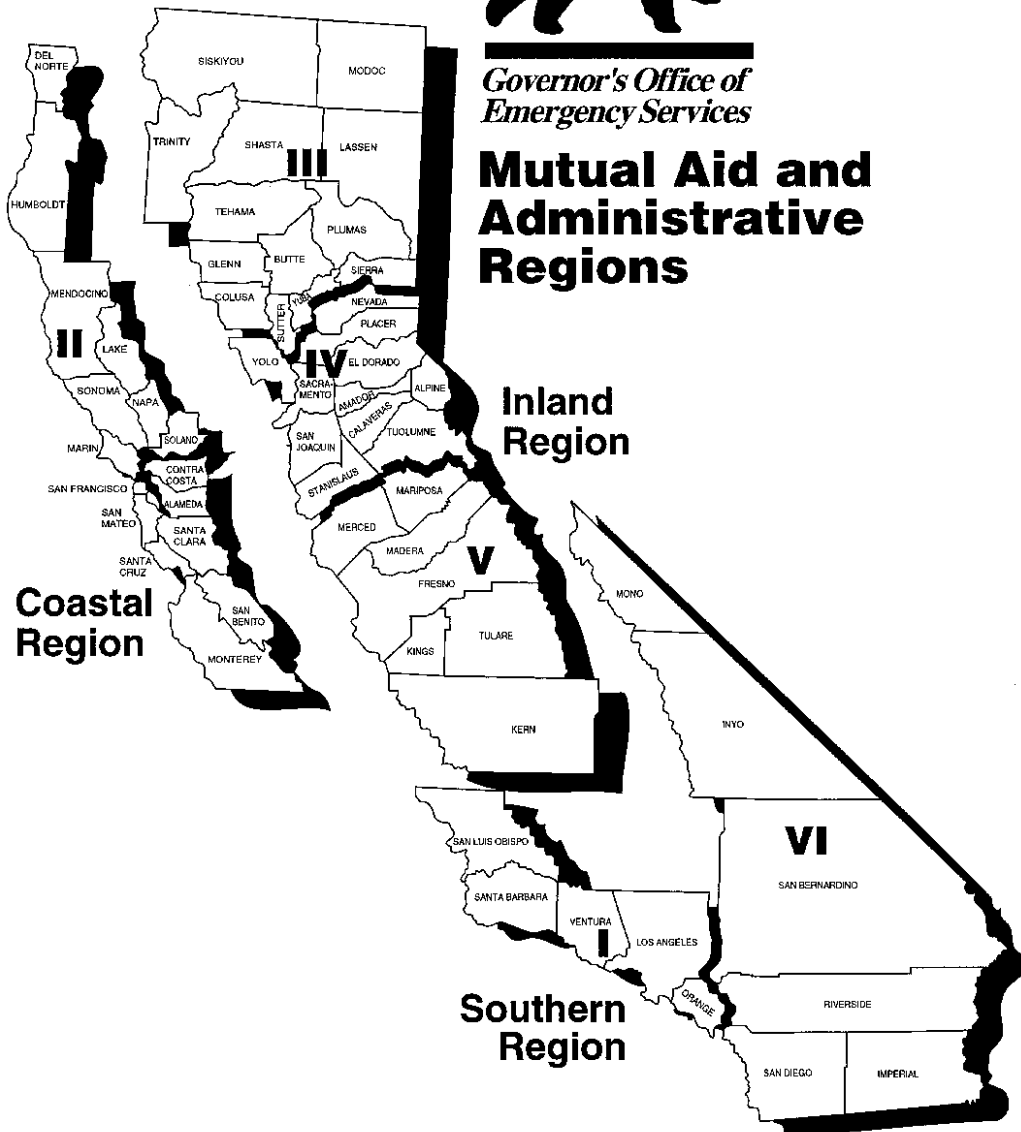 Governor's Office of
Emergency Services
Mutual Aid and
Administrative
Regions
DEL
NORTE
HUMBOLDT
MENDOCINO
II
LAKE
SONOMA
NAPA
MARIN
SOLANO
CONTRA
COSTA
SAN FRANCISCO
ALAMEDA
SAN
MATEO
SANTA
CLARA
SANTA
CRUZ
SAN
BENITO
MONTEREY
Coastal
Region
SISKIYOU
MODOC
TRINITY
SHASTA
III
LASSEN
TEHAMA
PLUMAS
GLENN
BUTTE
SIERRA
COLUSA
SUTTER
YUBA
NEVADA
PLACER
YOLO
IV
EL DORADO
SACRA-
MENTO
AMADOR
ALPINE
CALAVERAS
SAN
JOAQUIN
TUOLUMNE
STANISLAUS
MARIPOSA
MERCED
MADERA
V
FRESNO
TULARE
KINGS
KERN
Inland
Region
MONO
INYO
VI
SAN BERNARDINO
SAN LUIS OBISPO
SANTA BARBARA
VENTURA
I
LOS ANGELES
ORANGE
RIVERSIDE
SAN DIEGO
IMPERIAL
Southern
Region